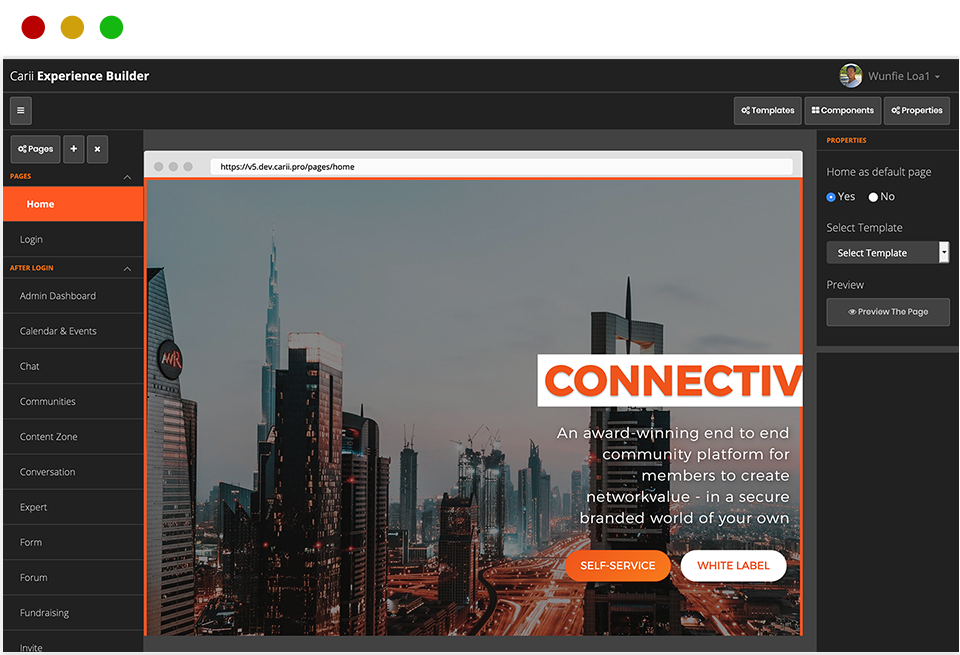 Carii Experience Builder
Wunfie Loa1
Templates
Components
Properties
Pages
PAGES
Home
Login
AFTER LOGIN
Admin Dashboard
Calendar & Events
Chat
Communities
Content Zone
Conversation
Expert
Form
Forum
Fundraising
Invite
https://v5.dev.carii.pro/pages/home
CONNECTIV
An award-winning end to end
community platform for
members to create
networkvalue - in a secure
branded world of your own
SELF-SERVICE
WHITE LABEL
PROPERTIES
Home as default page
Yes
No
Select Template
Select Template
Preview
Preview The Page